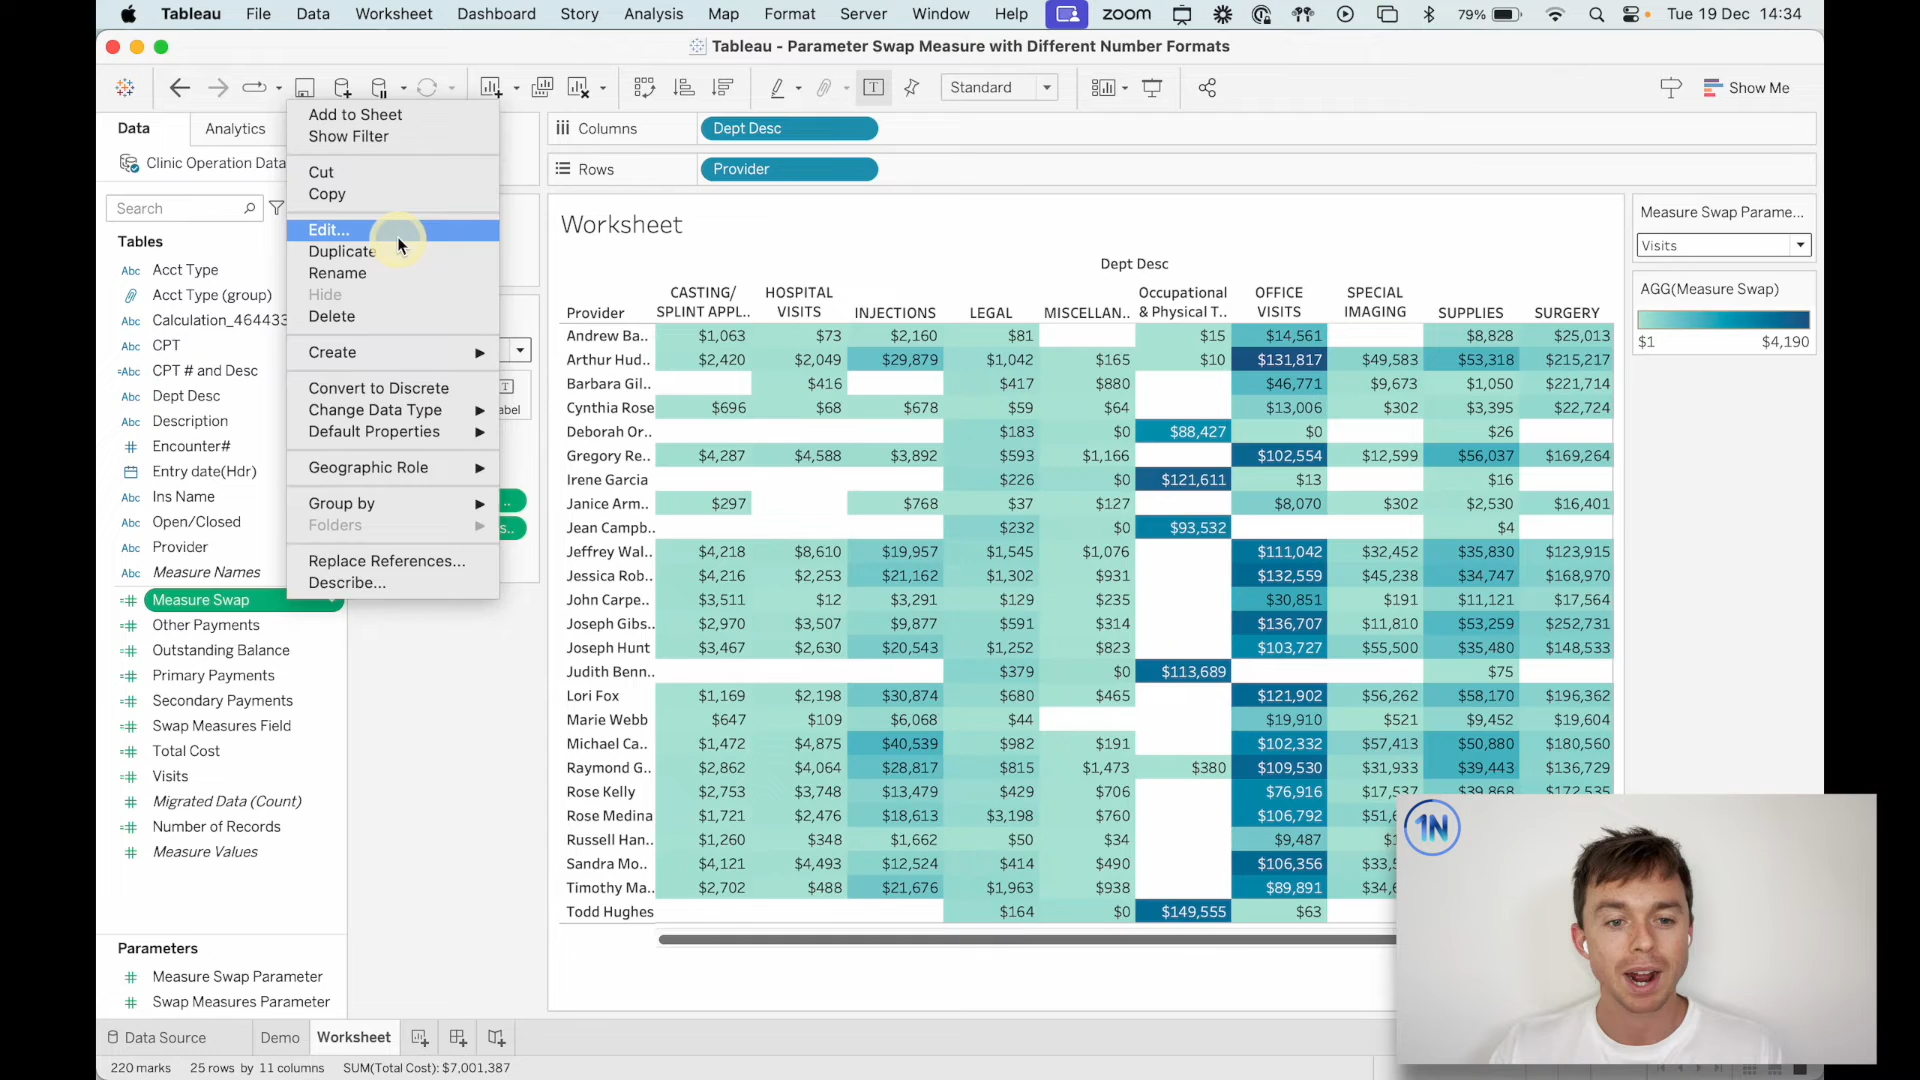 Tableau File Data Worksheet Dashboard Story Analysis Map Format Server Window Help zoom 79% Tue 19 Dec 14:34
Tableau - Parameter Swap Measure with Different Number Formats
Standard Show Me
Data Analytics
Clinic Operation Data
Search
Tables
Abc Acct Type
Acct Type (group)
Abc Calculation_464433
Abc CPT
=Abc CPT # and Desc
Abc Dept Desc
Abc Description
# Encounter#
Entry date(Hdr)
Abc Ins Name
Abc Open/Closed
Abc Provider
Abc Measure Names
=# Measure Swap
=# Other Payments
=# Outstanding Balance
=# Primary Payments
=# Secondary Payments
=# Swap Measures Field
=# Total Cost
=# Visits
=# Migrated Data (Count)
=# Number of Records
# Measure Values
Parameters
# Measure Swap Parameter
# Swap Measures Parameter
Add to Sheet
Show Filter
Cut
Copy
Edit...
Duplicate
Rename
Hide
Delete
Create
Convert to Discrete
Change Data Type
Default Properties
Geographic Role
Group by
Folders
Replace References...
Describe...
T
abel
..
s..
Columns Dept Desc
Rows Provider
Worksheet
Dept Desc
CASTING/ HOSPITAL Occupational OFFICE SPECIAL
Provider SPLINT APPL.. VISITS INJECTIONS LEGAL MISCELLAN.. & Physical T.. VISITS IMAGING SUPPLIES SURGERY
Andrew Ba.. $1,063 $73 $2,160 $81 $15 $14,561 $8,828 $25,013
Arthur Hud.. $2,420 $2,049 $29,879 $1,042 $165 $10 $131,817 $49,583 $53,318 $215,217
Barbara Gil.. $416 $417 $880 $46,771 $9,673 $1,050 $221,714
Cynthia Rose $696 $68 $678 $59 $64 $13,006 $302 $3,395 $22,724
Deborah Or.. $183 $0 $88,427 $0 $26
Gregory Re.. $4,287 $4,588 $3,892 $593 $1,166 $102,554 $12,599 $56,037 $169,264
Irene Garcia $226 $0 $121,611 $13 $16
Janice Arm.. $297 $768 $37 $127 $8,070 $302 $2,530 $16,401
Jean Campb.. $232 $0 $93,532 $4
Jeffrey Wal.. $4,218 $8,610 $19,957 $1,545 $1,076 $111,042 $32,452 $35,830 $123,915
Jessica Rob.. $4,216 $2,253 $21,162 $1,302 $931 $132,559 $45,238 $34,747 $168,970
John Carpe.. $3,511 $12 $3,291 $129 $235 $30,851 $191 $11,121 $17,564
Joseph Gibs.. $2,970 $3,507 $9,877 $591 $314 $136,707 $11,810 $53,259 $252,731
Joseph Hunt $3,467 $2,630 $20,543 $1,252 $823 $103,727 $55,500 $35,480 $148,533
Judith Benn.. $379 $0 $113,689 $75
Lori Fox $1,169 $2,198 $30,874 $680 $465 $121,902 $56,262 $58,170 $196,362
Marie Webb $647 $109 $6,068 $44 $19,910 $521 $9,452 $19,604
Michael Ca.. $1,472 $4,875 $40,539 $982 $191 $102,332 $57,413 $50,880 $180,560
Raymond G.. $2,862 $4,064 $28,817 $815 $1,473 $380 $109,530 $31,933 $39,443 $136,729
Rose Kelly $2,753 $3,748 $13,479 $429 $706 $76,916 $17,537 $39,868 $172,535
Rose Medina $1,721 $2,476 $18,613 $3,198 $760 $106,792 $51,6
Russell Han.. $1,260 $348 $1,662 $50 $34 $9,487 $1
Sandra Mo.. $4,121 $4,493 $12,524 $414 $490 $106,356 $33,5
Timothy Ma.. $2,702 $488 $21,676 $1,963 $938 $89,891 $34,6
Todd Hughes $164 $0 $149,555 $63
Measure Swap Parame...
Visits
AGG(Measure Swap)
$1 $4,190
1N
Data Source Demo Worksheet
220 marks 25 rows by 11 columns SUM(Total Cost): $7,001,387